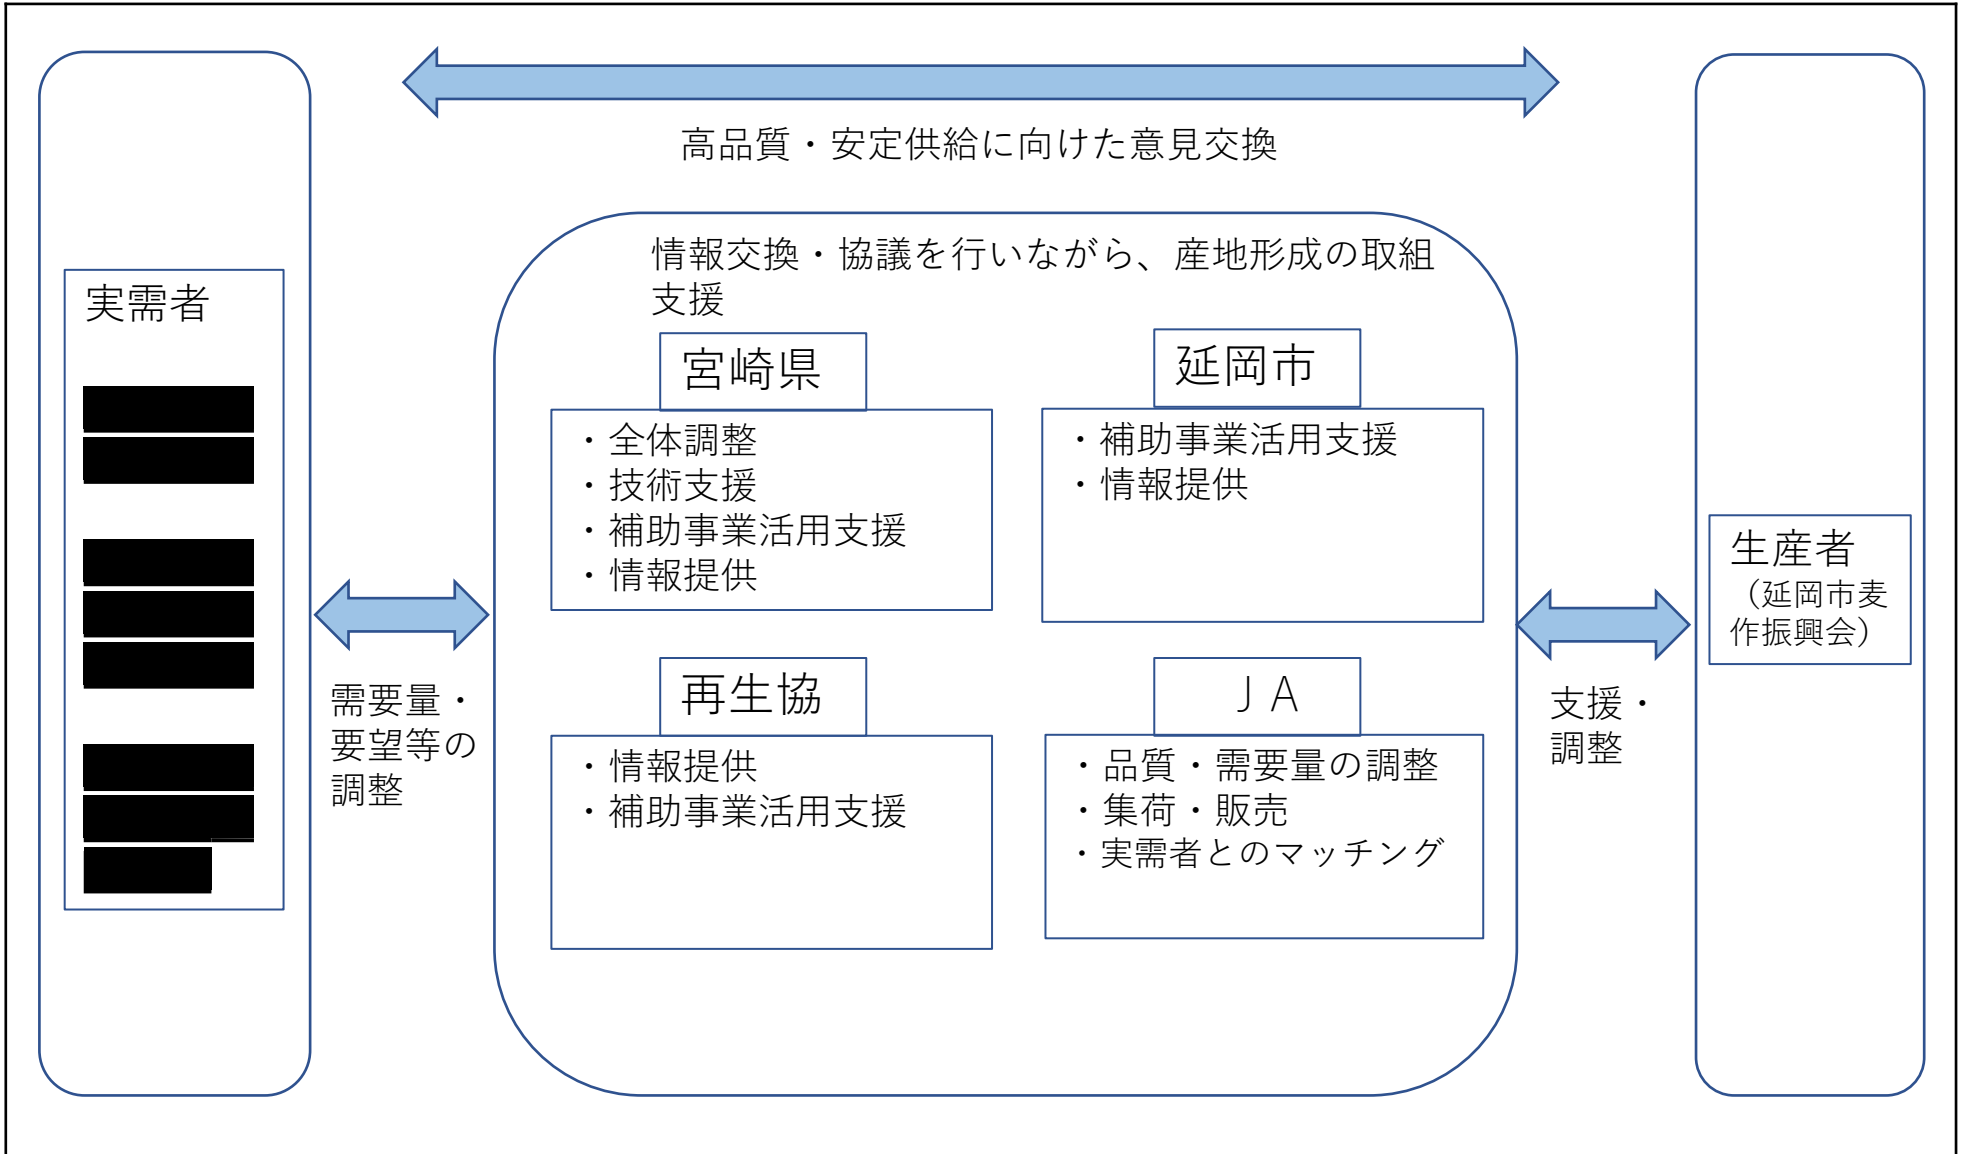 高品質・安定供給に向けた意見交換
実需者
需要量・
要望等の
調整
情報交換・協議を行いながら、産地形成の取組
支援
宮崎県
・全体調整
・技術支援
・補助事業活用支援
・情報提供
延岡市
・補助事業活用支援
・情報提供
再生協
・情報提供
・補助事業活用支援
ＪＡ
・品質・需要量の調整
・集荷・販売
・実需者とのマッチング
支援・
調整
生産者
（延岡市麦
作振興会）